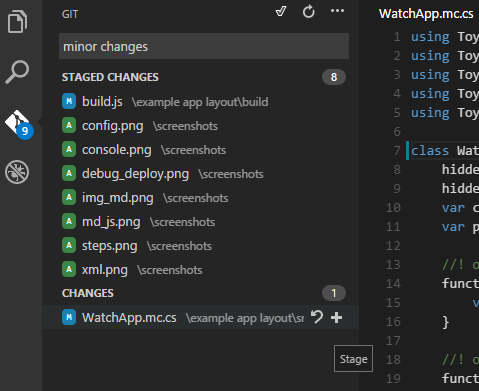 GIT
minor changes
STAGED CHANGES 8
M build.js \example app layout\build
A config.png \screenshots
A console.png \screenshots
A debug_deploy.png \screenshots
A img_md.png \screenshots
A md_js.png \screenshots
A steps.png \screenshots
A xml.png \screenshots
CHANGES 1
M WatchApp.mc.cs \example app layout\sr
9
Stage
WatchApp.mc.cs
1 using Toy
2 using Toy
3 using Toy
4 using Toy
5 using Toy
6
7 class Wat
8 hidde
9 hidde
10 var c
11 var p
12
13 //! o
14 funct
15 v
16 }
17
18 //! o
19 funct